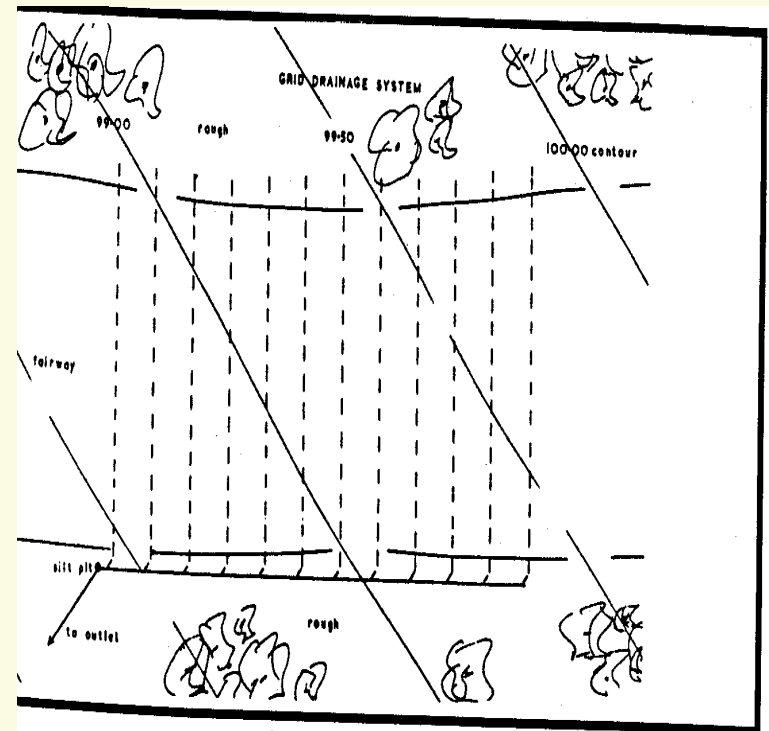 GRID DRAINAGE SYSTEM
99·00
rough
99·50
100·00 contour
fairway
silt pit
to outlet
rough